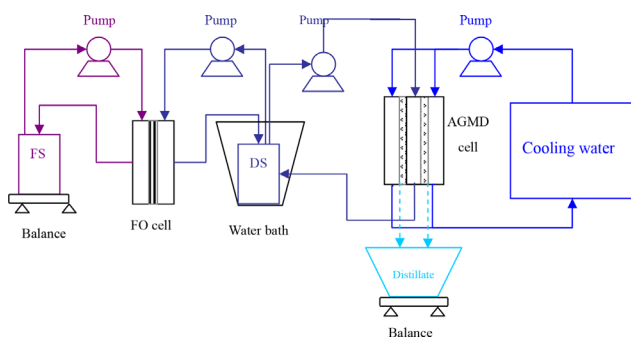 Pump
Pump
Pump
Pump
FS
DS
AGMD
cell
Cooling water
FO cell
Water bath
Balance
Distillate
Balance